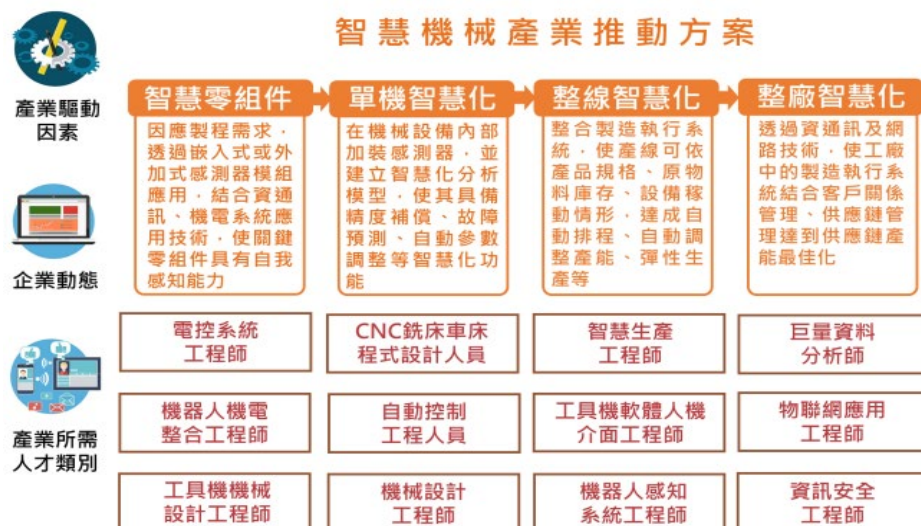 智慧機械產業推動方案
產業驅動
因素
企業動態
產業所需
人才類別
智慧零組件
因應製程需求，
透過嵌入式或外
加式感測器模組
應用，結合資通
訊、機電系統應
用技術，使關鍵
零組件具有自我
感知能力
單機智慧化
在機械設備內部
加裝感測器，並
建立智慧化分析
模型，使其具備
精度補償、故障
預測、自動參數
調整等智慧化功
能
整線智慧化
整合製造執行系
統，使產線可依
產品規格、原物
料庫存、設備稼
動情形，達成自
動排程、自動調
整產能、彈性生
產等
整廠智慧化
透過資通訊及網
路技術，使工廠
中的製造執行系
統結合客戶關係
管理、供應鏈管
理達到供應鏈產
能最佳化
電控系統
工程師
CNC銑床車床
程式設計人員
智慧生產
工程師
巨量資料
分析師
機器人機電
整合工程師
自動控制
工程人員
工具機軟體人機
介面工程師
物聯網應用
工程師
工具機機械
設計工程師
機械設計
工程師
機器人感知
系統工程師
資訊安全
工程師